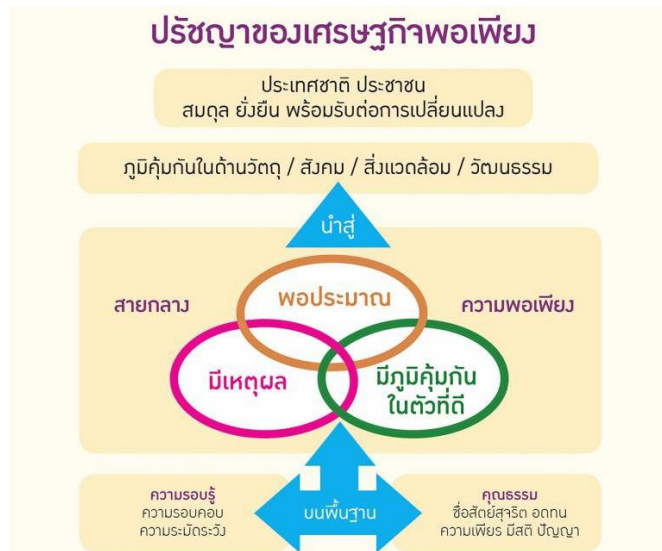 ปรัชญาของเศรษฐกิจพอเพียง
ประเทศชาติ ประชาชน
สมดุล ยั่งยืน พร้อมรับต่อการเปลี่ยนแปลง
ภูมิคุ้มกันในด้านวัตถุ / สังคม / สิ่งแวดล้อม / วัฒนธรรม
นำสู่
สายกลาง
พอประมาณ
ความพอเพียง
มีเหตุผล
มีภูมิคุ้มกัน
ในตัวที่ดี
ความรอบรู้
ความรอบคอบ
ความระมัดระวัง
บนพื้นฐาน
คุณธรรม
ซื่อสัตย์สุจริต อดทน
ความเพียร มีสติ ปัญญา